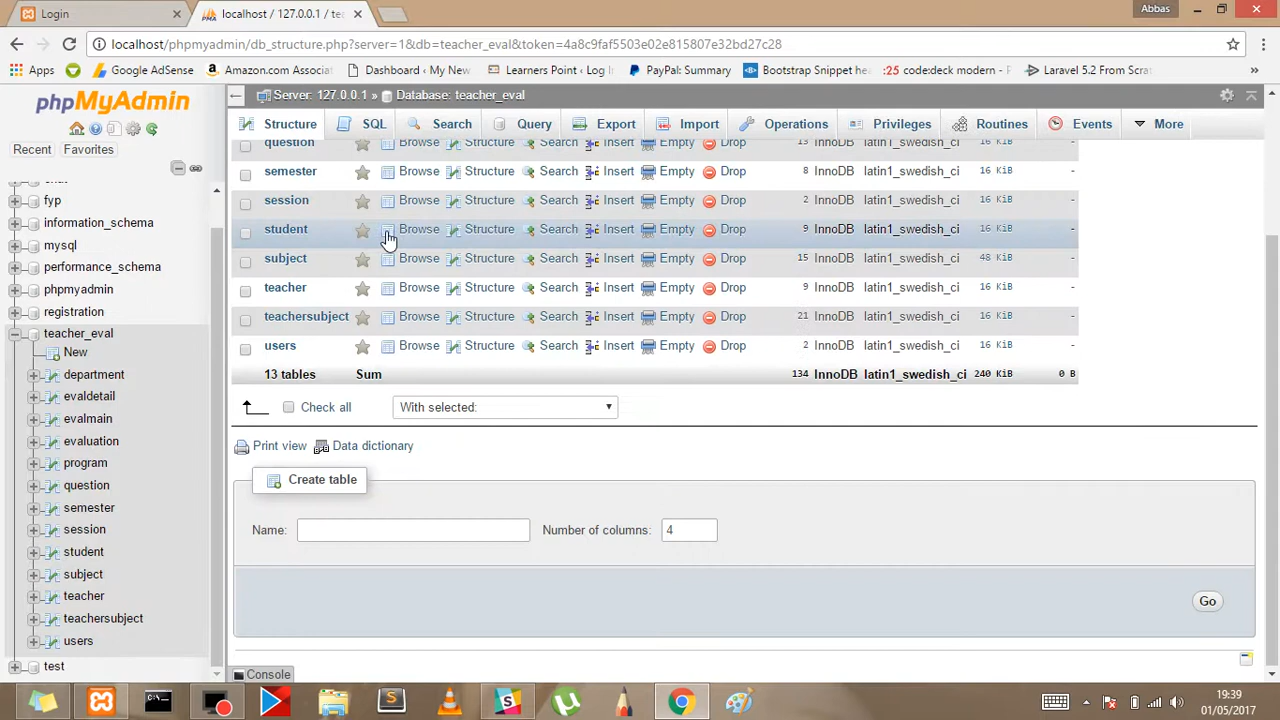 Login
localhost / 127.0.0.1 / tea
Abbas
localhost/phpmyadmin/db_structure.php?server=1&db=teacher_eval&token=4a8c9faf5503e02e815807e32bd27c28
Apps Google AdSense Amazon.com Associat Dashboard ‹ My New Learners Point ‹ Log I PayPal: Summary Bootstrap Snippet he :25 code:deck modern - F Laravel 5.2 From Scrat »
phpMyAdmin
Recent Favorites
fyp
information_schema
mysql
performance_schema
phpmyadmin
registration
teacher_eval
New
department
evaldetail
evalmain
evaluation
program
question
semester
session
student
subject
teacher
teachersubject
users
test
Server: 127.0.0.1 » Database: teacher_eval
Structure SQL Search Query Export Import Operations Privileges Routines Events More
question Browse Structure Search Insert Empty Drop 13 InnoDB latin1_swedish_ci 16 KiB -
semester Browse Structure Search Insert Empty Drop 8 InnoDB latin1_swedish_ci 16 KiB -
session Browse Structure Search Insert Empty Drop 2 InnoDB latin1_swedish_ci 16 KiB -
student Browse Structure Search Insert Empty Drop 9 InnoDB latin1_swedish_ci 16 KiB -
subject Browse Structure Search Insert Empty Drop 15 InnoDB latin1_swedish_ci 48 KiB -
teacher Browse Structure Search Insert Empty Drop 9 InnoDB latin1_swedish_ci 16 KiB -
teachersubject Browse Structure Search Insert Empty Drop 21 InnoDB latin1_swedish_ci 16 KiB -
users Browse Structure Search Insert Empty Drop 2 InnoDB latin1_swedish_ci 16 KiB -
13 tables Sum 134 InnoDB latin1_swedish_ci 240 KiB 0 B
Check all With selected:
Print view Data dictionary
Create table
Name: Number of columns: 4
Go
Console
19:39
01/05/2017